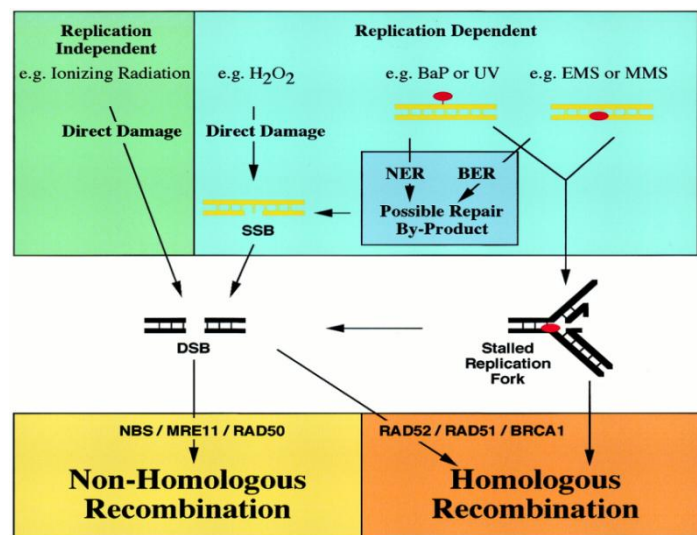 Replication
Independent
e.g. Ionizing Radiation
Direct Damage
Replication Dependent
e.g. H₂O₂
Direct Damage
SSB
e.g. BaP or UV
e.g. EMS or MMS
NER
BER
Possible Repair
By-Product
DSB
Stalled
Replication
Fork
NBS / MRE11 / RAD50
Non-Homologous
Recombination
RAD52 / RAD51 / BRCA1
Homologous
Recombination